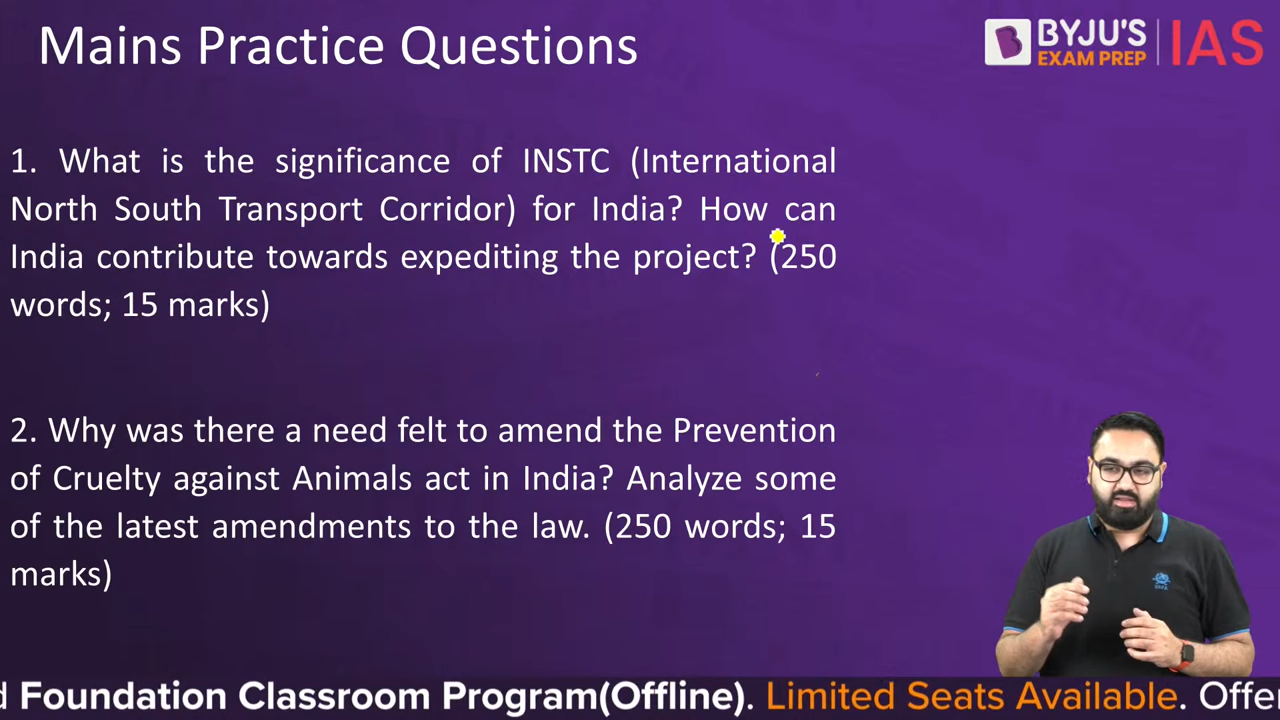 Mains Practice Questions
BYJU'S
EXAM PREP
IAS
1. What is the significance of INSTC (International
North South Transport Corridor) for India? How can
India contribute towards expediting the project? (250
words; 15 marks)
2. Why was there a need felt to amend the Prevention
of Cruelty against Animals act in India? Analyze some
of the latest amendments to the law. (250 words; 15
marks)
Foundation Classroom Program(Offline). Limited Seats Available.